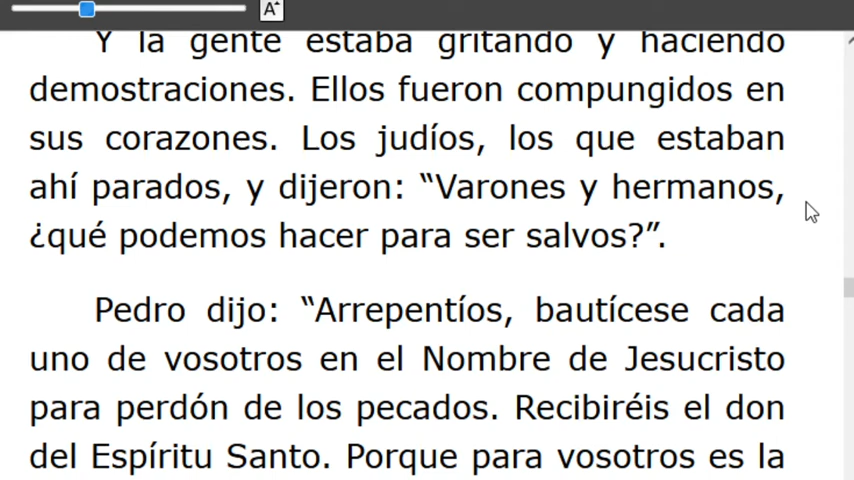 A
Y la gente estaba gritando y haciendo
demostraciones. Ellos fueron compungidos en
sus corazones. Los judíos, los que estaban
ahí parados, y dijeron: “Varones y hermanos,
¿qué podemos hacer para ser salvos?”.
Pedro dijo: “Arrepentíos, bautícese cada
uno de vosotros en el Nombre de Jesucristo
para perdón de los pecados. Recibiréis el don
del Espíritu Santo. Porque para vosotros es la